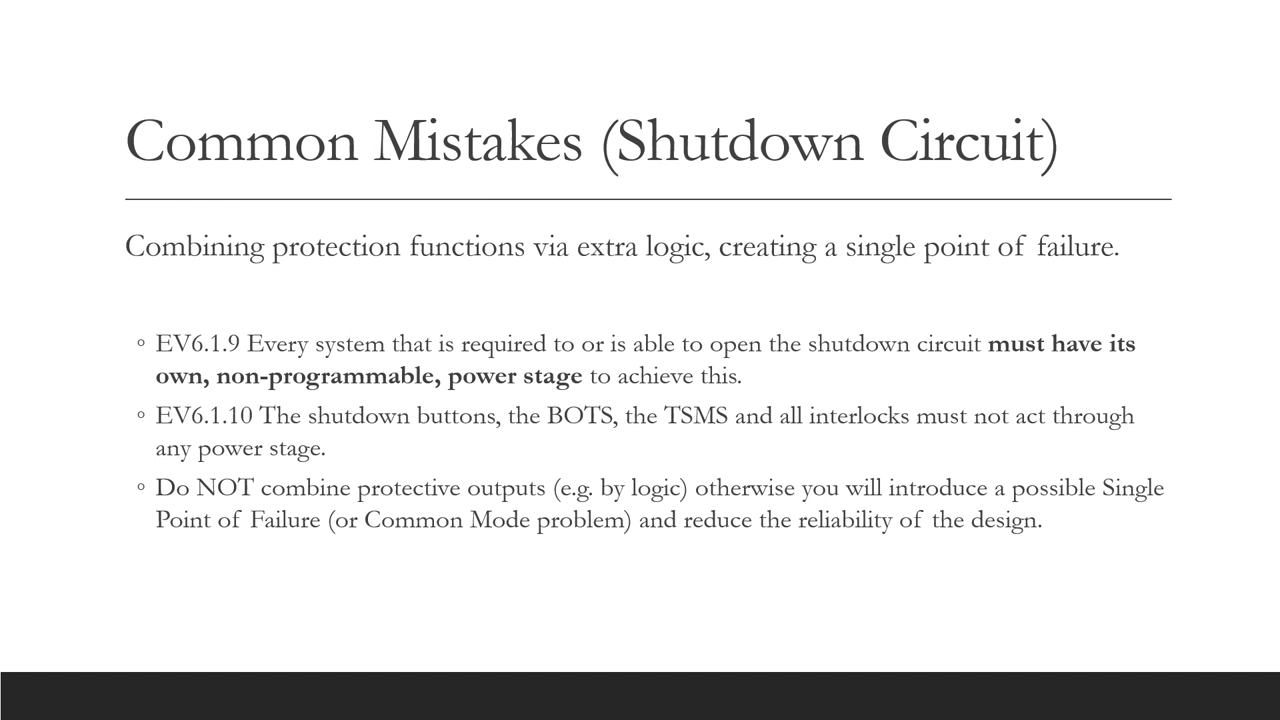 Common Mistakes (Shutdown Circuit)
Combining protection functions via extra logic, creating a single point of failure.
◦ EV6.1.9 Every system that is required to or is able to open the shutdown circuit must have its
own, non-programmable, power stage to achieve this.
◦ EV6.1.10 The shutdown buttons, the BOTS, the TSMS and all interlocks must not act through
any power stage.
◦ Do NOT combine protective outputs (e.g. by logic) otherwise you will introduce a possible Single
Point of Failure (or Common Mode problem) and reduce the reliability of the design.